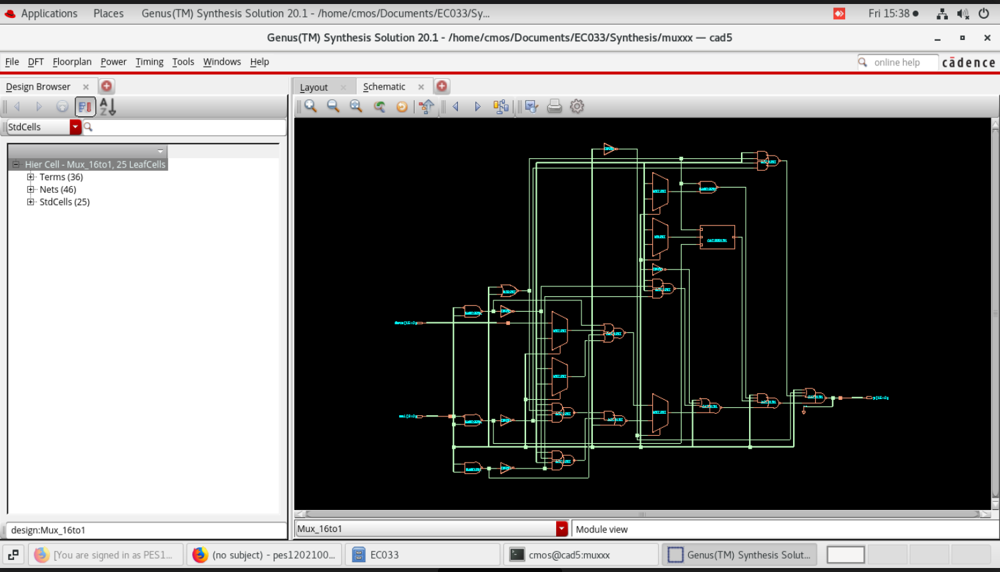 Applications Places Genus(TM) Synthesis Solution 20.1 - /home/cmos/Documents/EC033/Sy... Fri 15:38
Genus(TM) Synthesis Solution 20.1 - /home/cmos/Documents/EC033/Synthesis/muxxx — cad5
File DFT Floorplan Power Timing Tools Windows Help online help cādence
Design Browser
Layout Schematic
StdCells
Hier Cell - Mux_16to1, 25 LeafCells
Terms (36)
Nets (46)
StdCells (25)
design:Mux_16to1
Mux_16to1 Module view
[You are signed in as PES1... (no subject) - pes1202100... EC033 cmos@cad5:muxxx Genus(TM) Synthesis Solut...